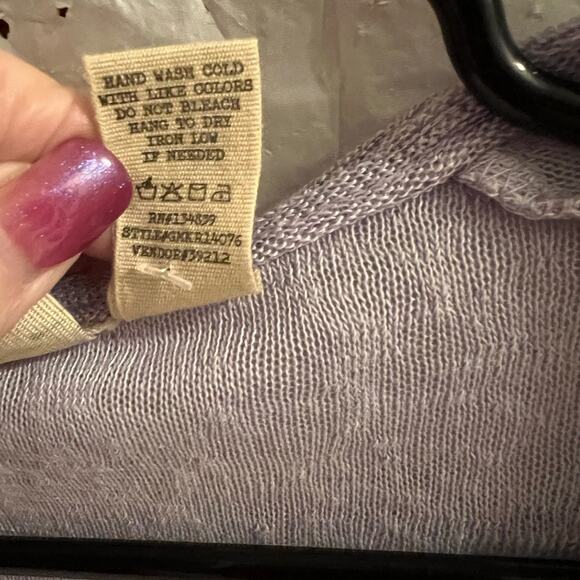 HAND WASH COLD
WITH LIKE COLORS
DO NOT BLEACH
HANG TO DRY
IRON LOW
IF NEEDED
RN#134899
STYLE#GMKR14076
VENDOR#39212